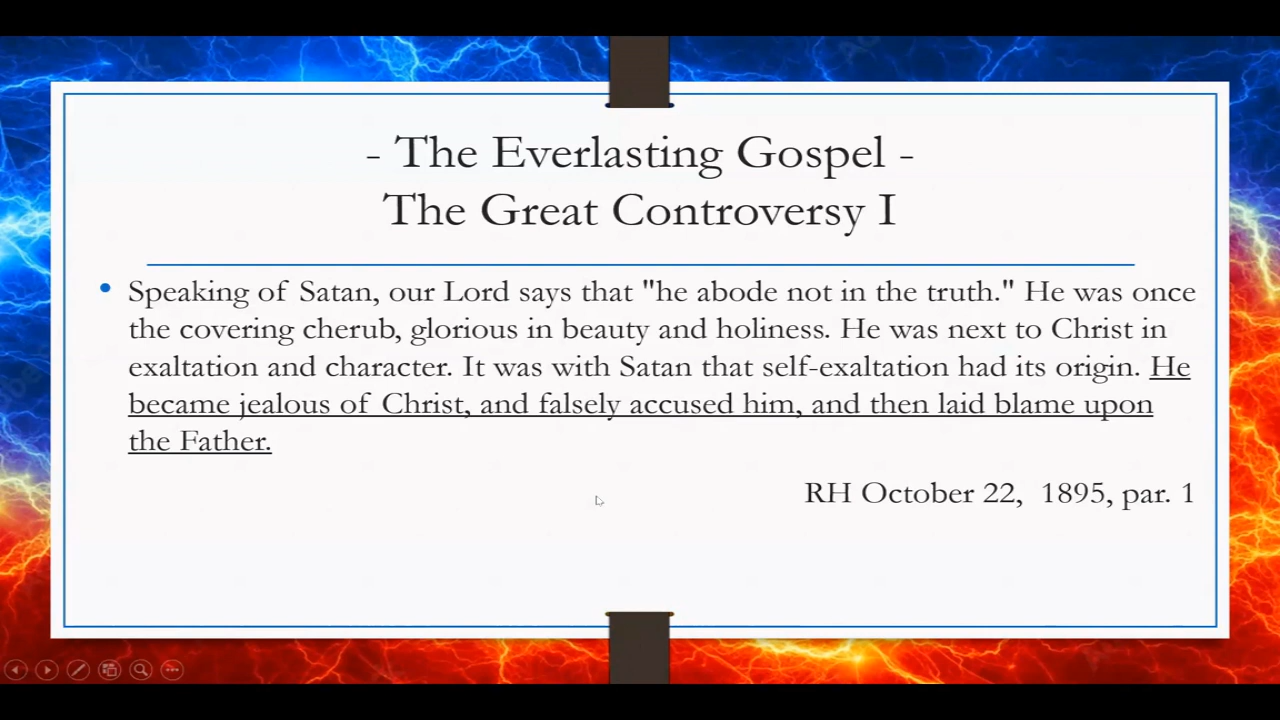 - The Everlasting Gospel -
The Great Controversy I
• Speaking of Satan, our Lord says that "he abode not in the truth." He was once
the covering cherub, glorious in beauty and holiness. He was next to Christ in
exaltation and character. It was with Satan that self-exaltation had its origin. He
became jealous of Christ, and falsely accused him, and then laid blame upon
the Father.
RH October 22, 1895, par. 1